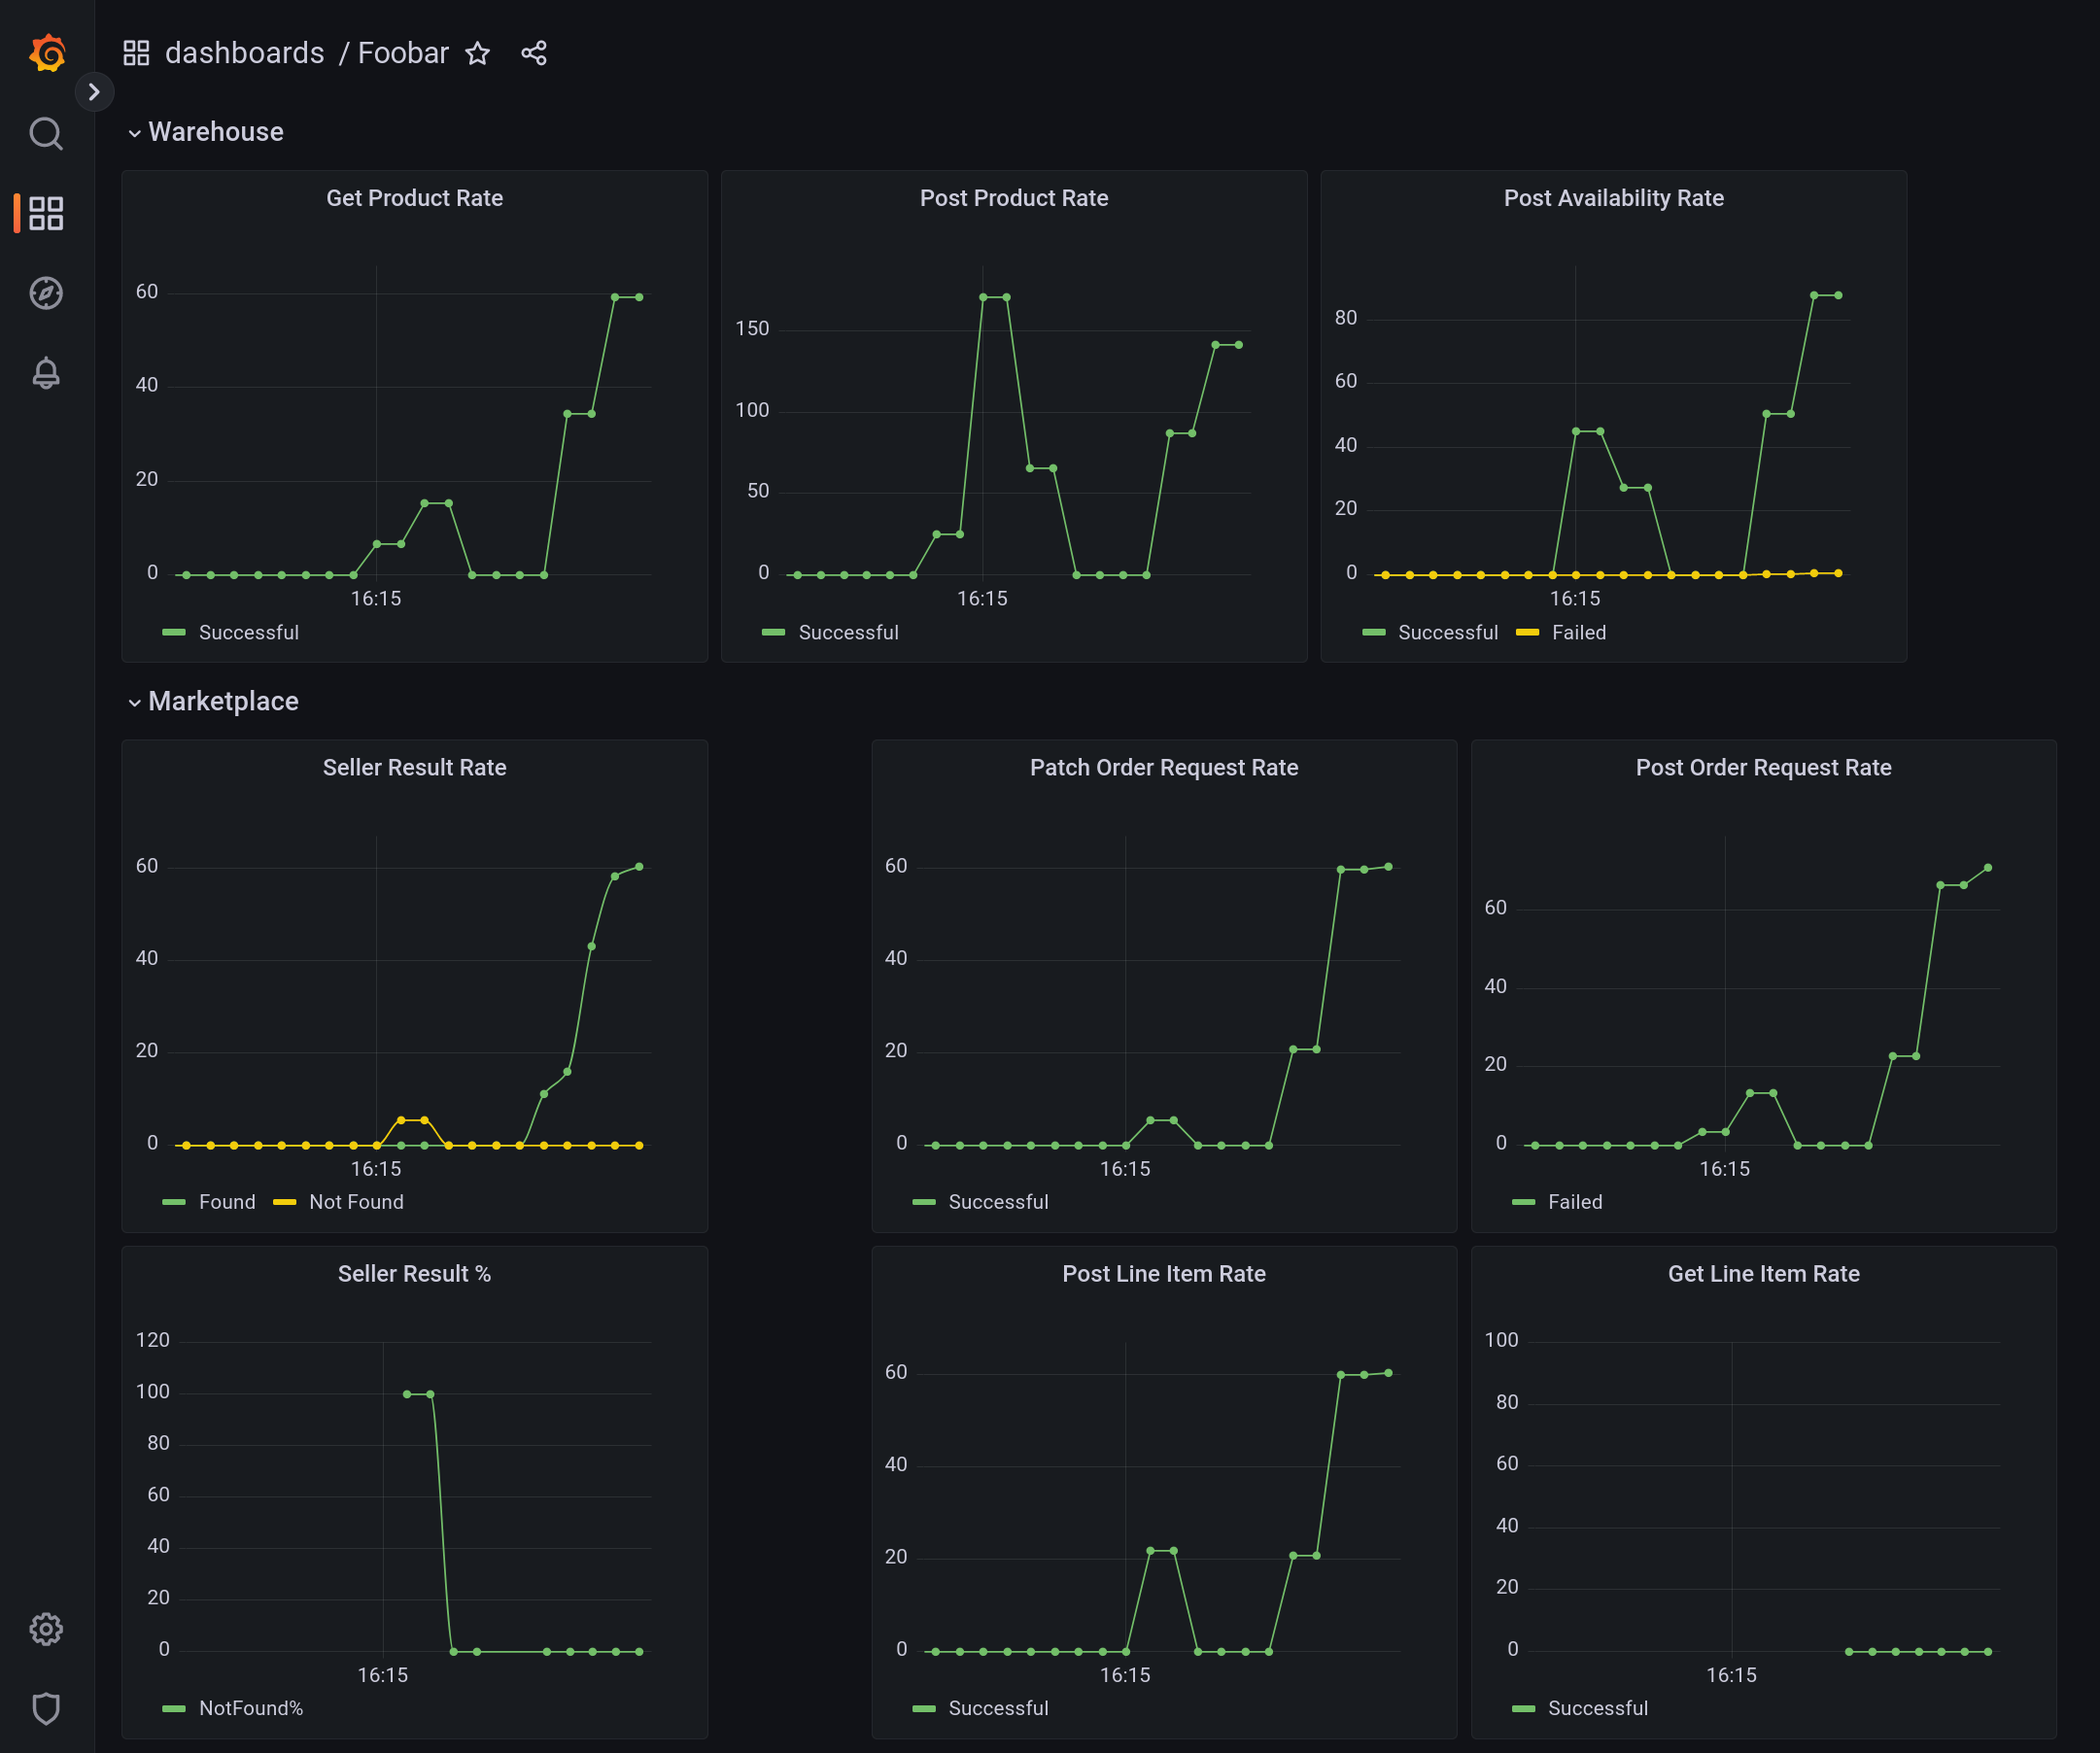 dashboards / Foobar
Warehouse
Get Product Rate
60
40
20
0
16:15
Successful
Post Product Rate
150
100
50
0
16:15
Successful
Post Availability Rate
80
60
40
20
0
16:15
Successful Failed
Marketplace
Seller Result Rate
60
40
20
0
16:15
Found Not Found
Patch Order Request Rate
60
40
20
0
16:15
Successful
Post Order Request Rate
60
40
20
0
16:15
Failed
Seller Result %
120
100
80
60
40
20
0
16:15
NotFound%
Post Line Item Rate
60
40
20
0
16:15
Successful
Get Line Item Rate
100
80
60
40
20
0
16:15
Successful